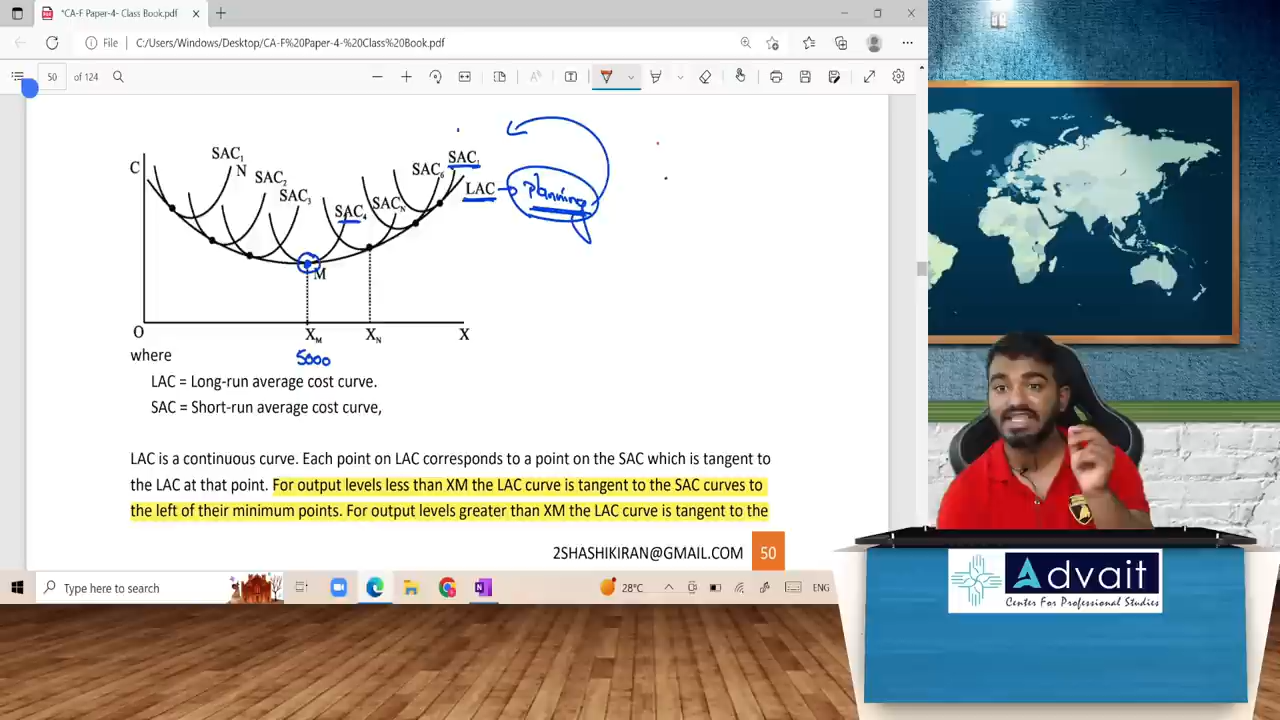 *CA-F Paper-4- Class Book.pdf
File C:/Windows/Desktop/CA-F%20Paper-4-%20Class%20Book.pdf
50 of 124
C
SAC₁
N
SAC₂
SAC₃
SAC₄
SAC
SAC₆
SAC
LAC planning
M
O X_M X_N X
5000
where
LAC = Long-run average cost curve.
SAC = Short-run average cost curve,
LAC is a continuous curve. Each point on LAC corresponds to a point on the SAC which is tangent to
the LAC at that point. For output levels less than XM the LAC curve is tangent to the SAC curves to
the left of their minimum points. For output levels greater than XM the LAC curve is tangent to the
2SHASHIKIRAN@GMAIL.COM 50
Type here to search
28°C ENG
Advait
Center For Professional Studies